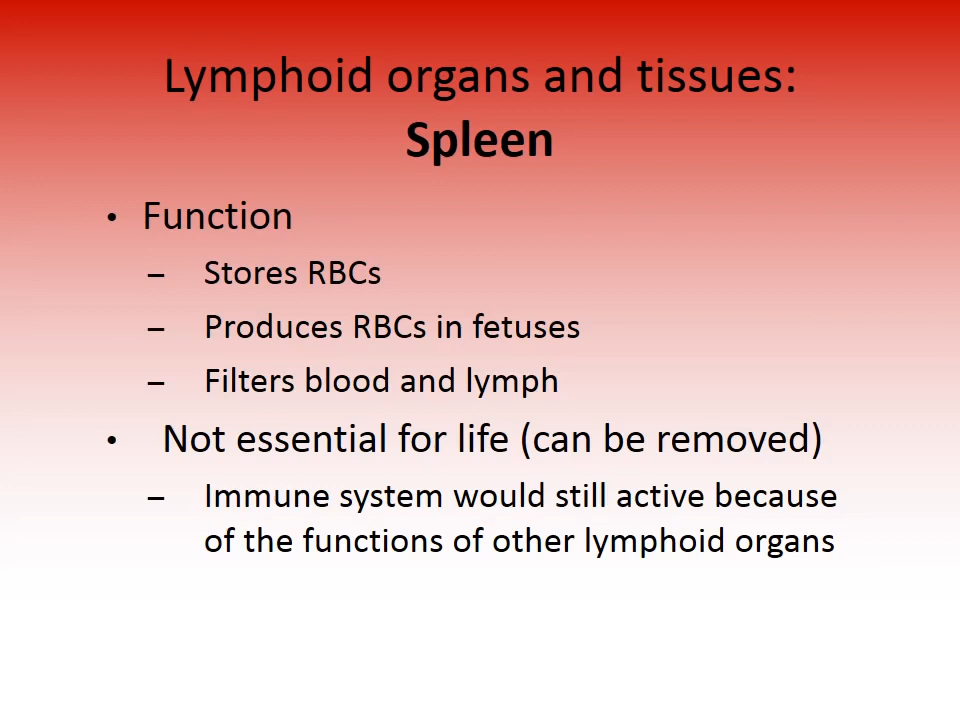 Lymphoid organs and tissues:
Spleen
• Function
– Stores RBCs
– Produces RBCs in fetuses
– Filters blood and lymph
• Not essential for life (can be removed)
– Immune system would still active because
of the functions of other lymphoid organs